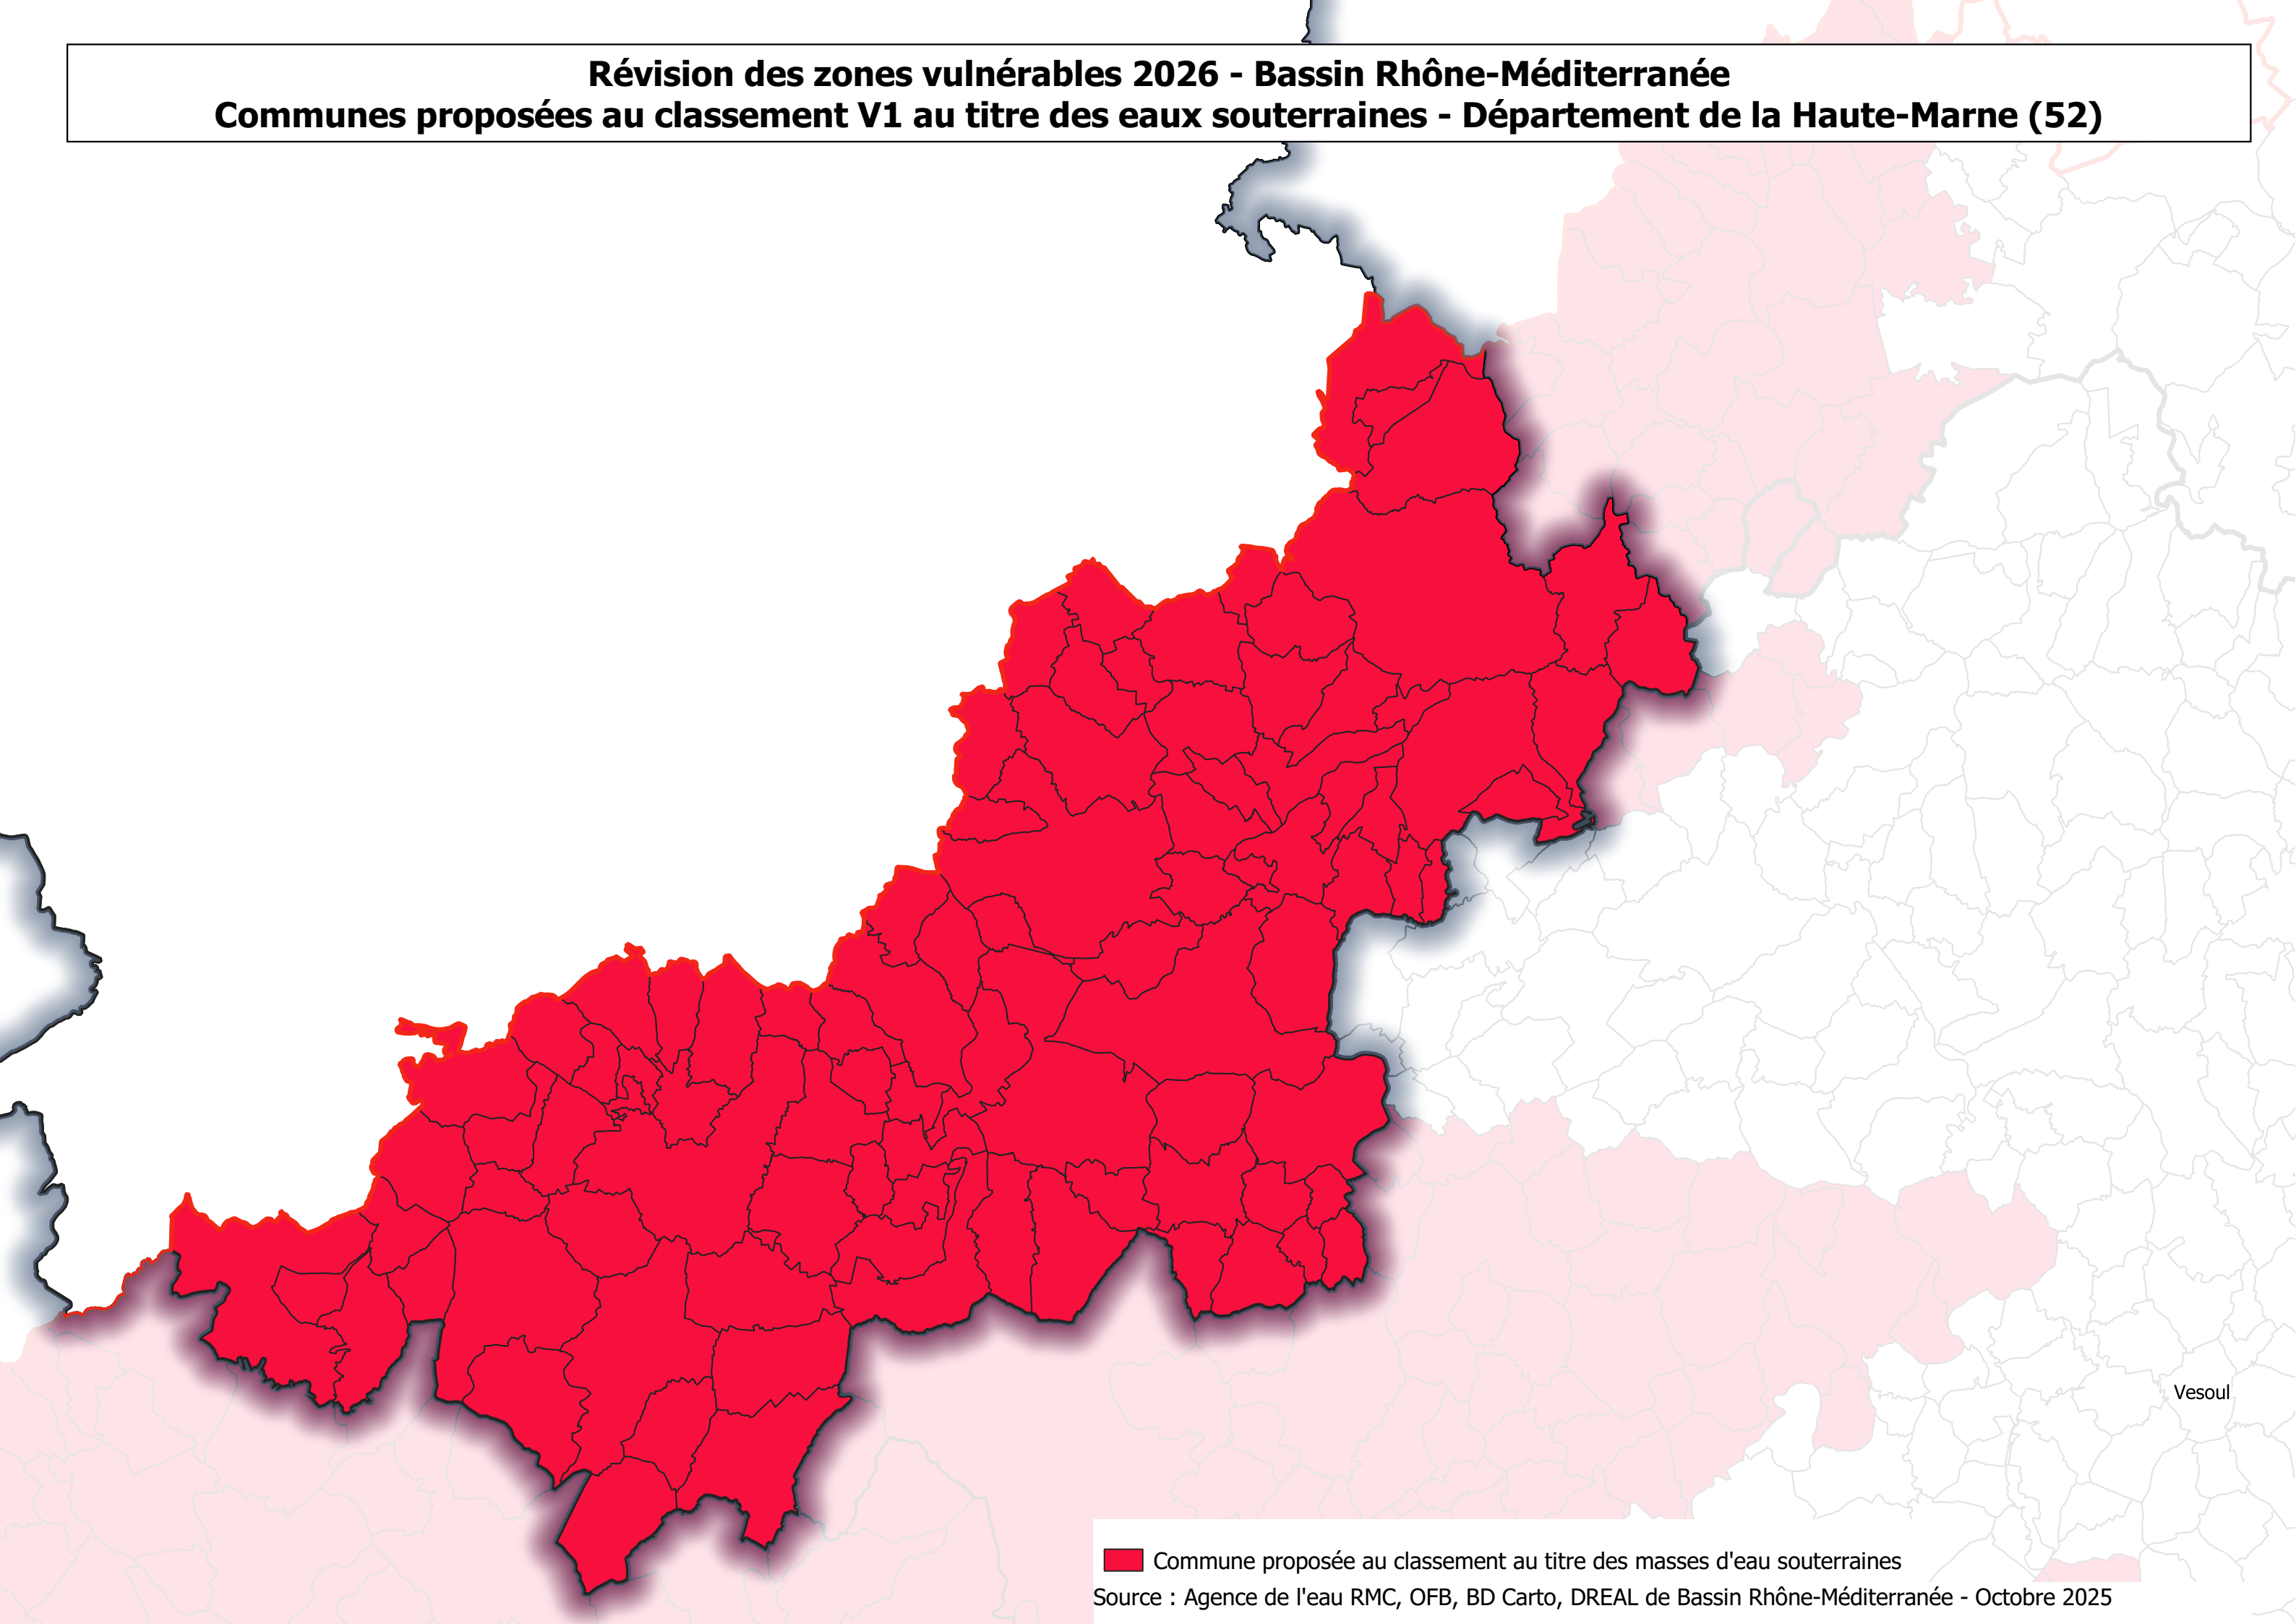 Révision des zones vulnérables 2026 - Bassin Rhône-Méditerranée
Communes proposées au classement V1 au titre des eaux souterraines - Département de la Haute-Marne (52)
Vesoul
Commune proposée au classement au titre des masses d'eau souterraines
Source : Agence de l'eau RMC, OFB, BD Carto, DREAL de Bassin Rhône-Méditerranée - Octobre 2025